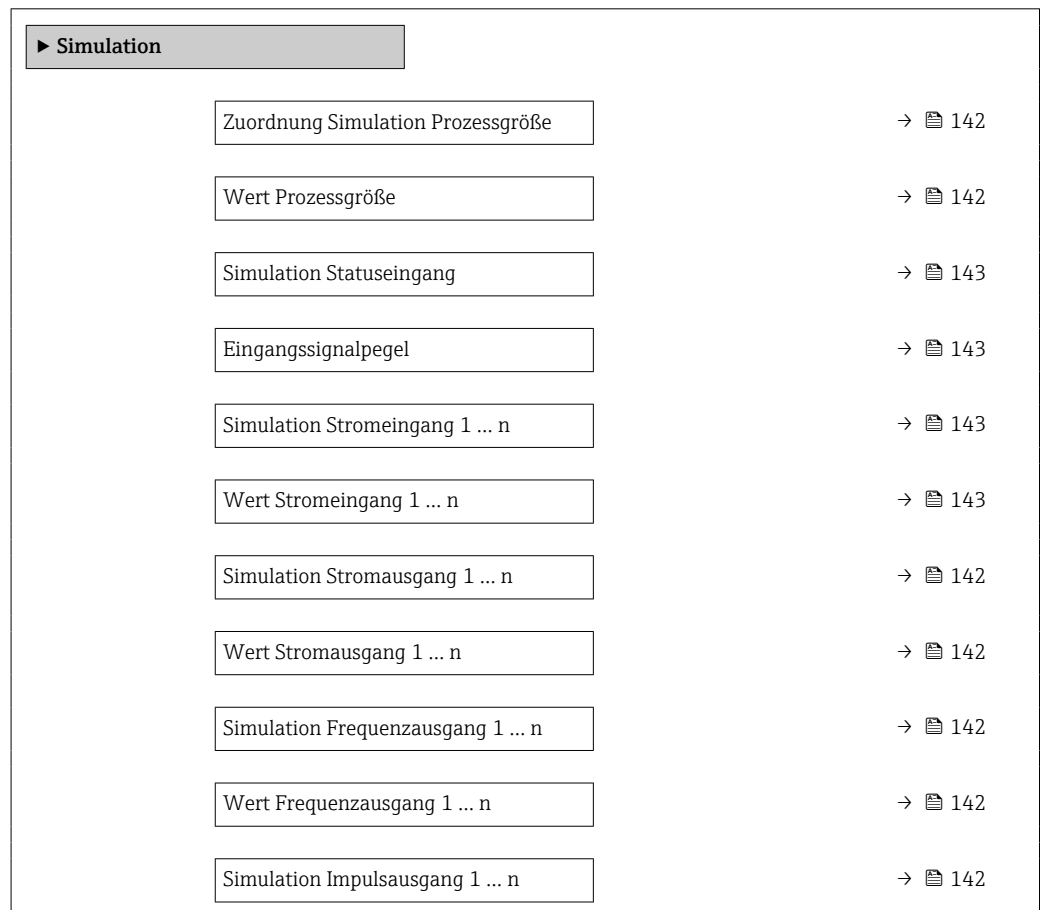 ▶ Simulation
Zuordnung Simulation Prozessgröße → 142
Wert Prozessgröße → 142
Simulation Statuseingang → 143
Eingangssignalpegel → 143
Simulation Stromeingang 1 … n → 143
Wert Stromeingang 1 … n → 143
Simulation Stromausgang 1 … n → 142
Wert Stromausgang 1 … n → 142
Simulation Frequenzausgang 1 … n → 142
Wert Frequenzausgang 1 … n → 142
Simulation Impulsausgang 1 … n → 142